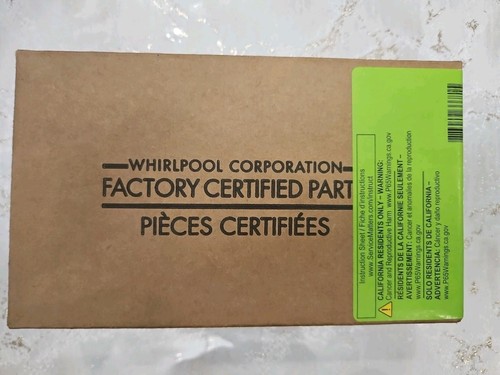 WHIRLPOOL CORPORATION
FACTORY CERTIFIED PART
PIÈCES CERTIFIÉES
Instruction Sheet / Fiche d'instructions
www.ServiceMatters.com/instruct
CALIFORNIA RESIDENTS ONLY – WARNING:
Cancer and Reproductive Harm www.P65Warnings.ca.gov
RÉSIDENTS DE LA CALIFORNIE SEULEMENT –
AVERTISSEMENT: Cancer et anomalies de la reproduction
www.P65Warnings.ca.gov
SOLO RESIDENTES DE CALIFORNIA –
ADVERTENCIA: Cancer y daño reproductivo
www.P65Warnings.ca.gov